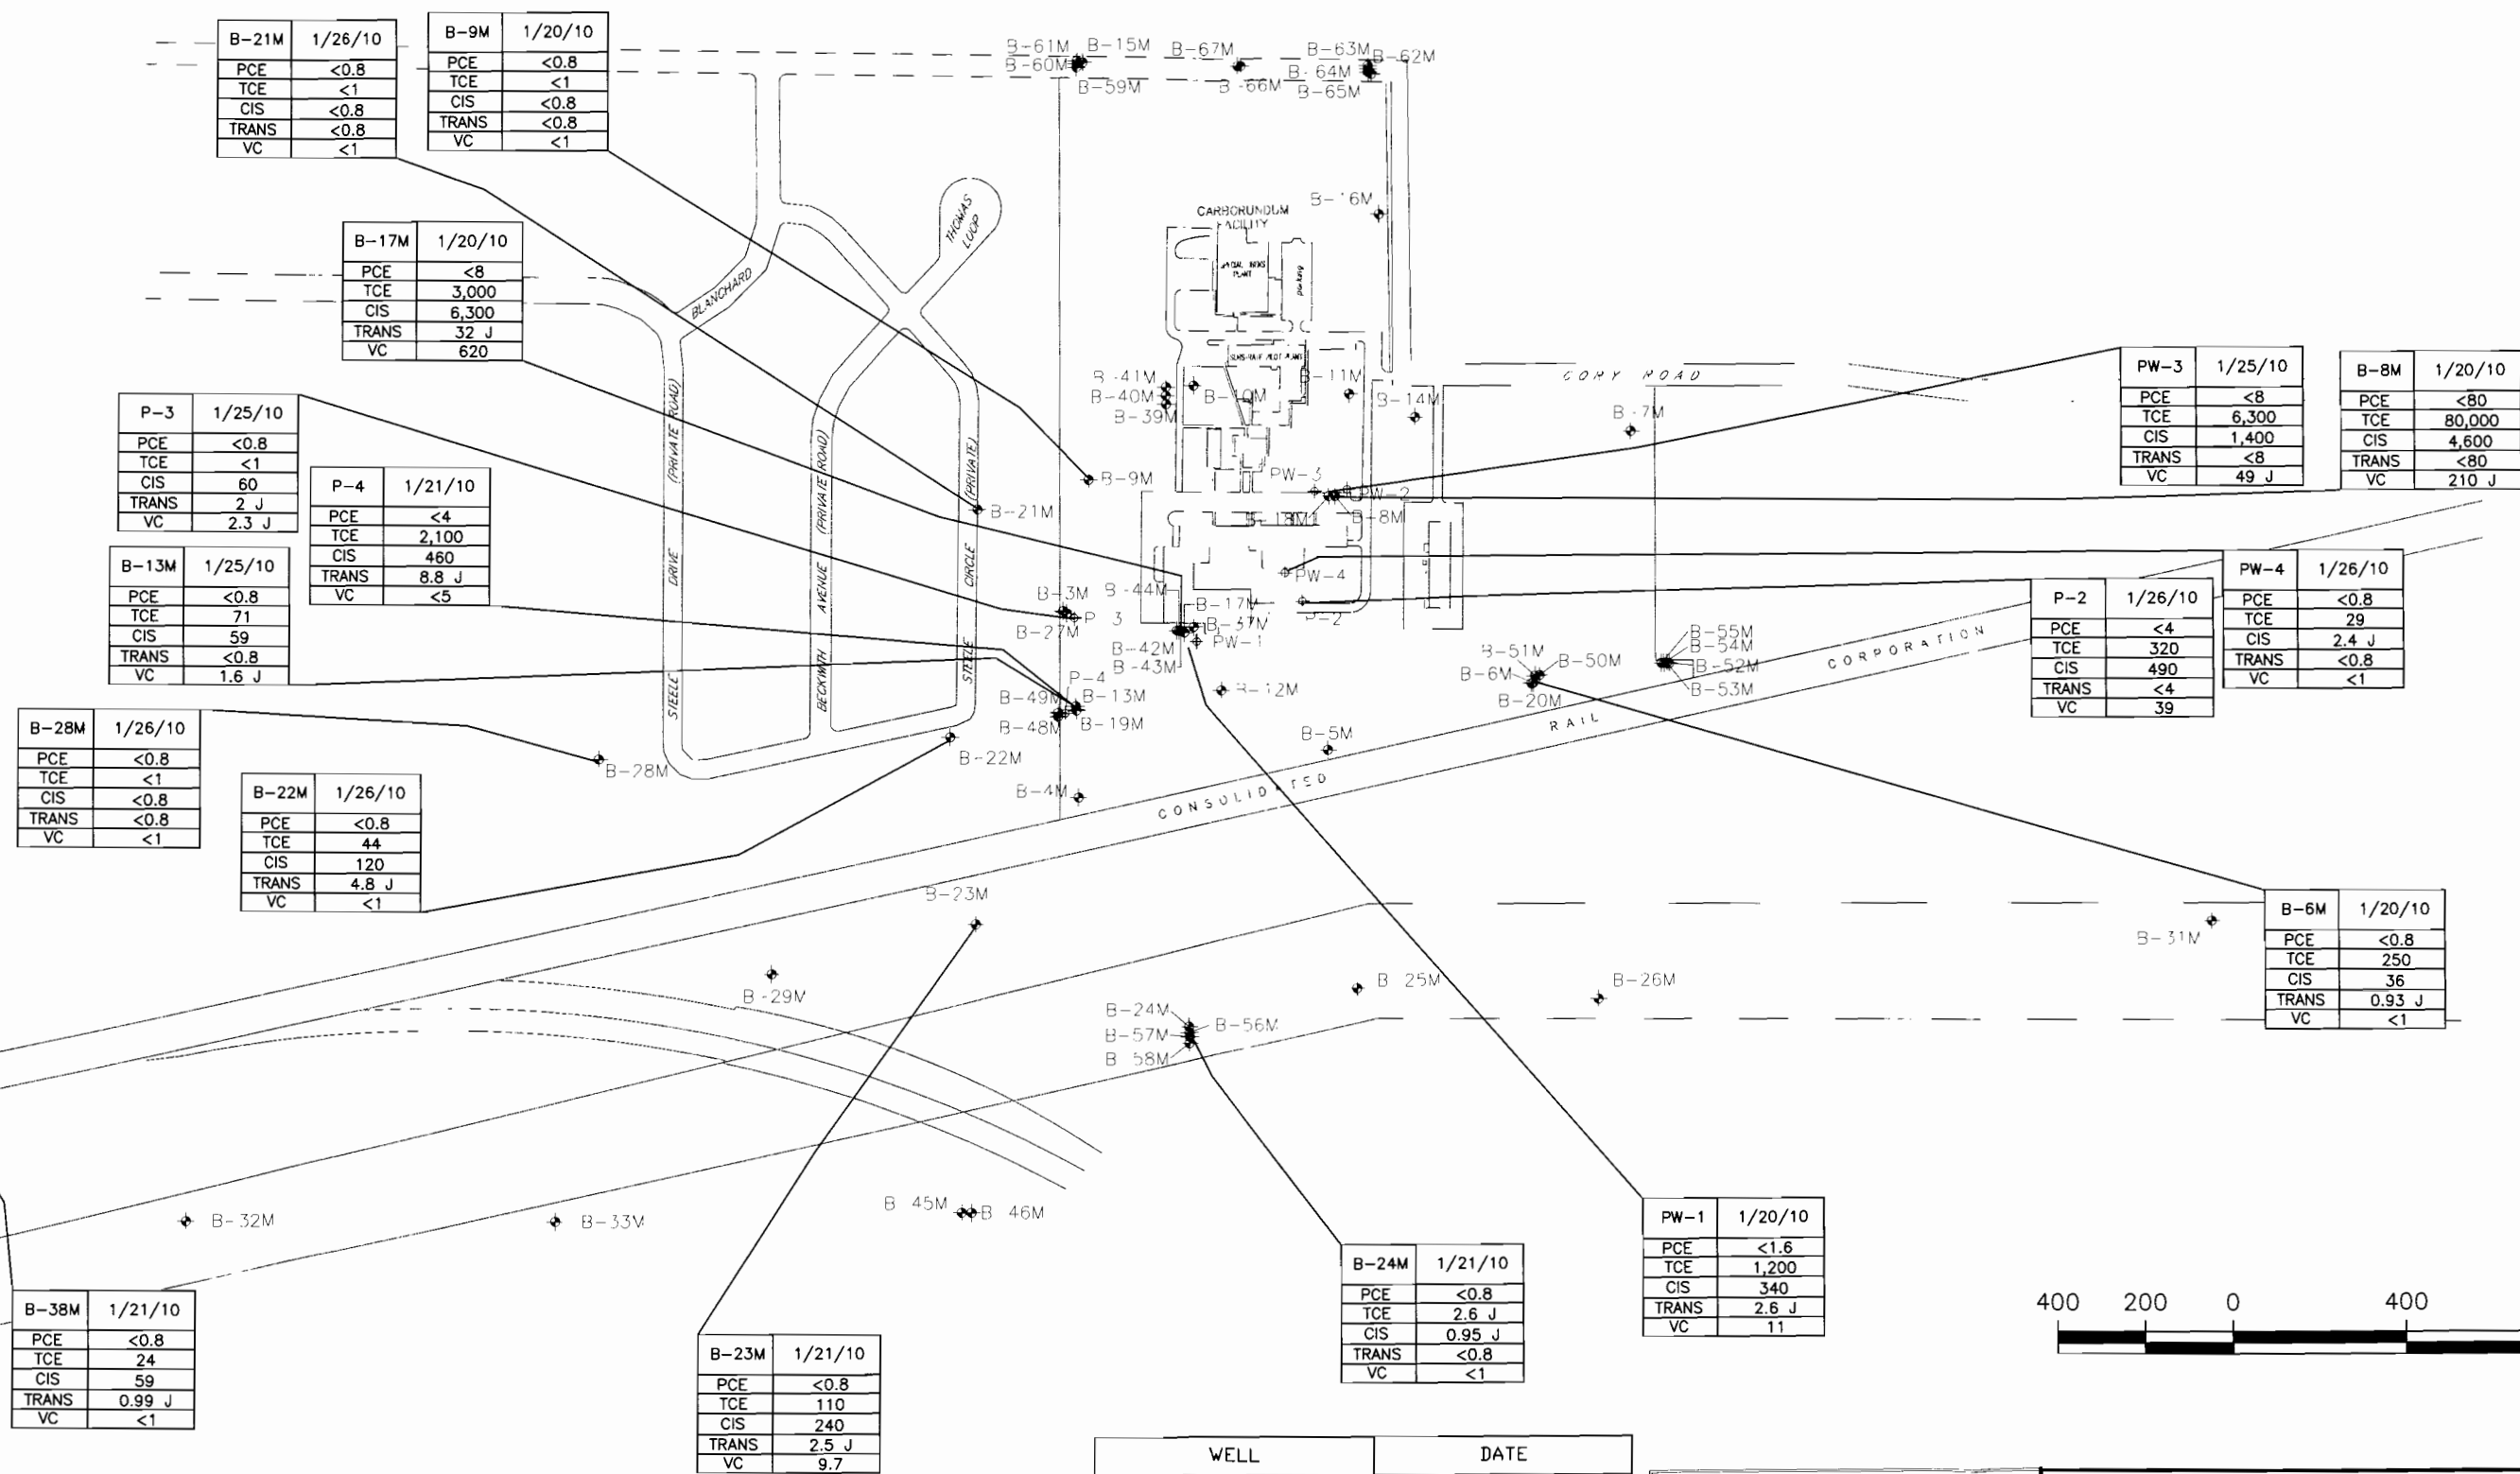 B-21M 1/26/10
PCE <0.8
TCE <1
CIS <0.8
TRANS <0.8
VC <1
B-9M 1/20/10
PCE <0.8
TCE <1
CIS <0.8
TRANS <0.8
VC <1
B-61M B-15M B-67M B-63M B-62M
B-60M B-64M
B-59M B-66M B-65M
B-16M
CARBORUNDUM
FACILITY
THOMAS
LOOP
PLANT
parking
BLANCHARD
B-17M 1/20/10
PCE <8
TCE 3,000
CIS 6,300
TRANS 32 J
VC 620
P-3 1/25/10
PCE <0.8
TCE <1
CIS 60
TRANS 2 J
VC 2.3 J
P-4 1/21/10
PCE <4
TCE 2,100
CIS 460
TRANS 8.8 J
VC <5
B-13M 1/25/10
PCE <0.8
TCE 71
CIS 59
TRANS <0.8
VC 1.6 J
B-28M 1/26/10
PCE <0.8
TCE <1
CIS <0.8
TRANS <0.8
VC <1
B-22M 1/26/10
PCE <0.8
TCE 44
CIS 120
TRANS 4.8 J
VC <1
STEELE DRIVE (PRIVATE ROAD)
BECKWITH AVENUE (PRIVATE ROAD)
STEELE CIRCLE (PRIVATE)
B-41M
B-40M B-10M
B-39M
B-11M
B-14M
CORY ROAD
B-7M
B-9M
B-21M
PW-3
PW-2
B-18M
B-8M
PW-4
P-2
B-44M
B-17M
B-37M
PW-1
B-42M
B-43M
B-3M
P-3
B-27M
B-12M
P-4
B-49M B-13M
B-48M B-19M
B-28M
B-22M
B-4M
B-5M
B-51M
B-50M
B-6M
B-20M
B-55M
B-54M
B-52M
B-53M
CONSOLIDATED RAIL CORPORATION
PW-3 1/25/10
PCE <8
TCE 6,300
CIS 1,400
TRANS <8
VC 49 J
B-8M 1/20/10
PCE <80
TCE 80,000
CIS 4,600
TRANS <80
VC 210 J
PW-4 1/26/10
PCE <0.8
TCE 29
CIS 2.4 J
TRANS <0.8
VC <1
P-2 1/26/10
PCE <4
TCE 320
CIS 490
TRANS <4
VC 39
B-6M 1/20/10
PCE <0.8
TCE 250
CIS 36
TRANS 0.93 J
VC <1
B-23M
B-29M
B-25M
B-26M
B-31M
B-24M
B-56M
B-57M
B-58M
B-32M
B-33M
B-45M B-46M
B-38M 1/21/10
PCE <0.8
TCE 24
CIS 59
TRANS 0.99 J
VC <1
B-23M 1/21/10
PCE <0.8
TCE 110
CIS 240
TRANS 2.5 J
VC 9.7
B-24M 1/21/10
PCE <0.8
TCE 2.6 J
CIS 0.95 J
TRANS <0.8
VC <1
PW-1 1/20/10
PCE <1.6
TCE 1,200
CIS 340
TRANS 2.6 J
VC 11
400 200 0 400
WELL DATE